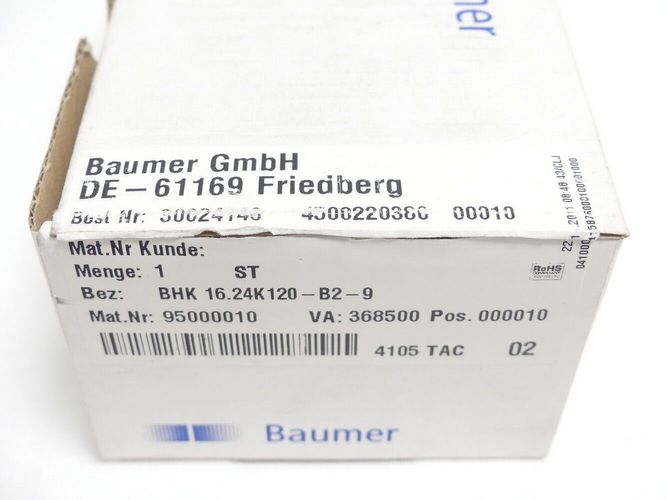 umer
Baumer GmbH
DE-61169 Friedberg
Best Nr: 4500220380 00010
Mat.Nr Kunde:
Menge: 1 ST
Bez: BHK 16.24K120-B2-9
Mat.Nr: 95000010 VA: 368500 Pos. 000010
4105 TAC 02
RoHS
Baumer